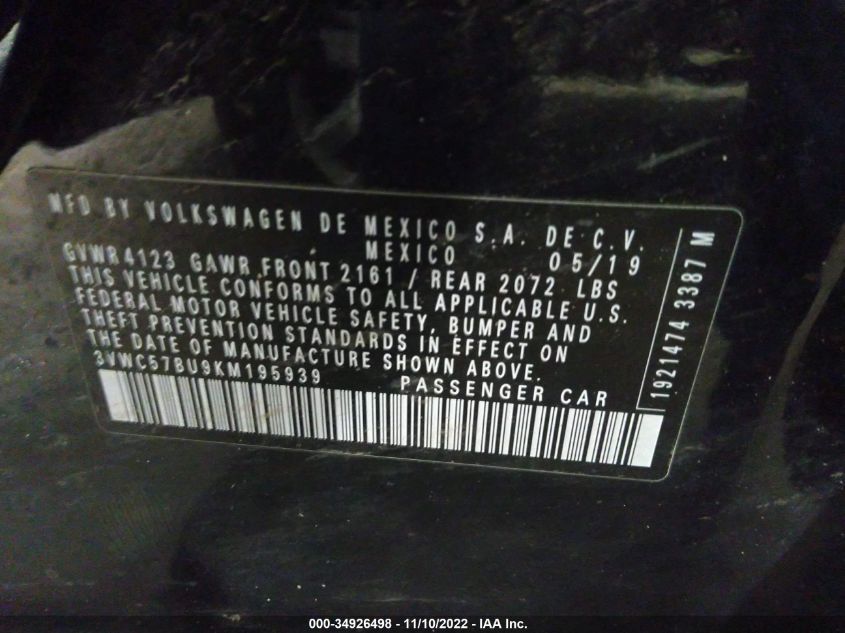 MFD BY VOLKSWAGEN DE MEXICO S.A. DE C.V.
MEXICO 05/19
GVWR 4123 GAWR FRONT 2161 / REAR 2072 LBS
THIS VEHICLE CONFORMS TO ALL APPLICABLE U.S.
FEDERAL MOTOR VEHICLE SAFETY, BUMPER AND
THEFT PREVENTION STANDARDS IN EFFECT ON
THE DATE OF MANUFACTURE SHOWN ABOVE.
3VWC57BU9KM195939 PASSENGER CAR
1921474 3387 M
000-34926498 - 11/10/2022 - IAA Inc.